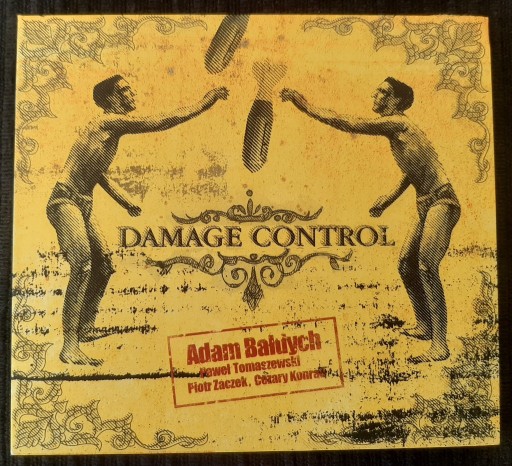 DAMAGE CONTROL
Adam Bałdych
Paweł Tomaszewski
Piotr Żaczek, Cezary Konrad